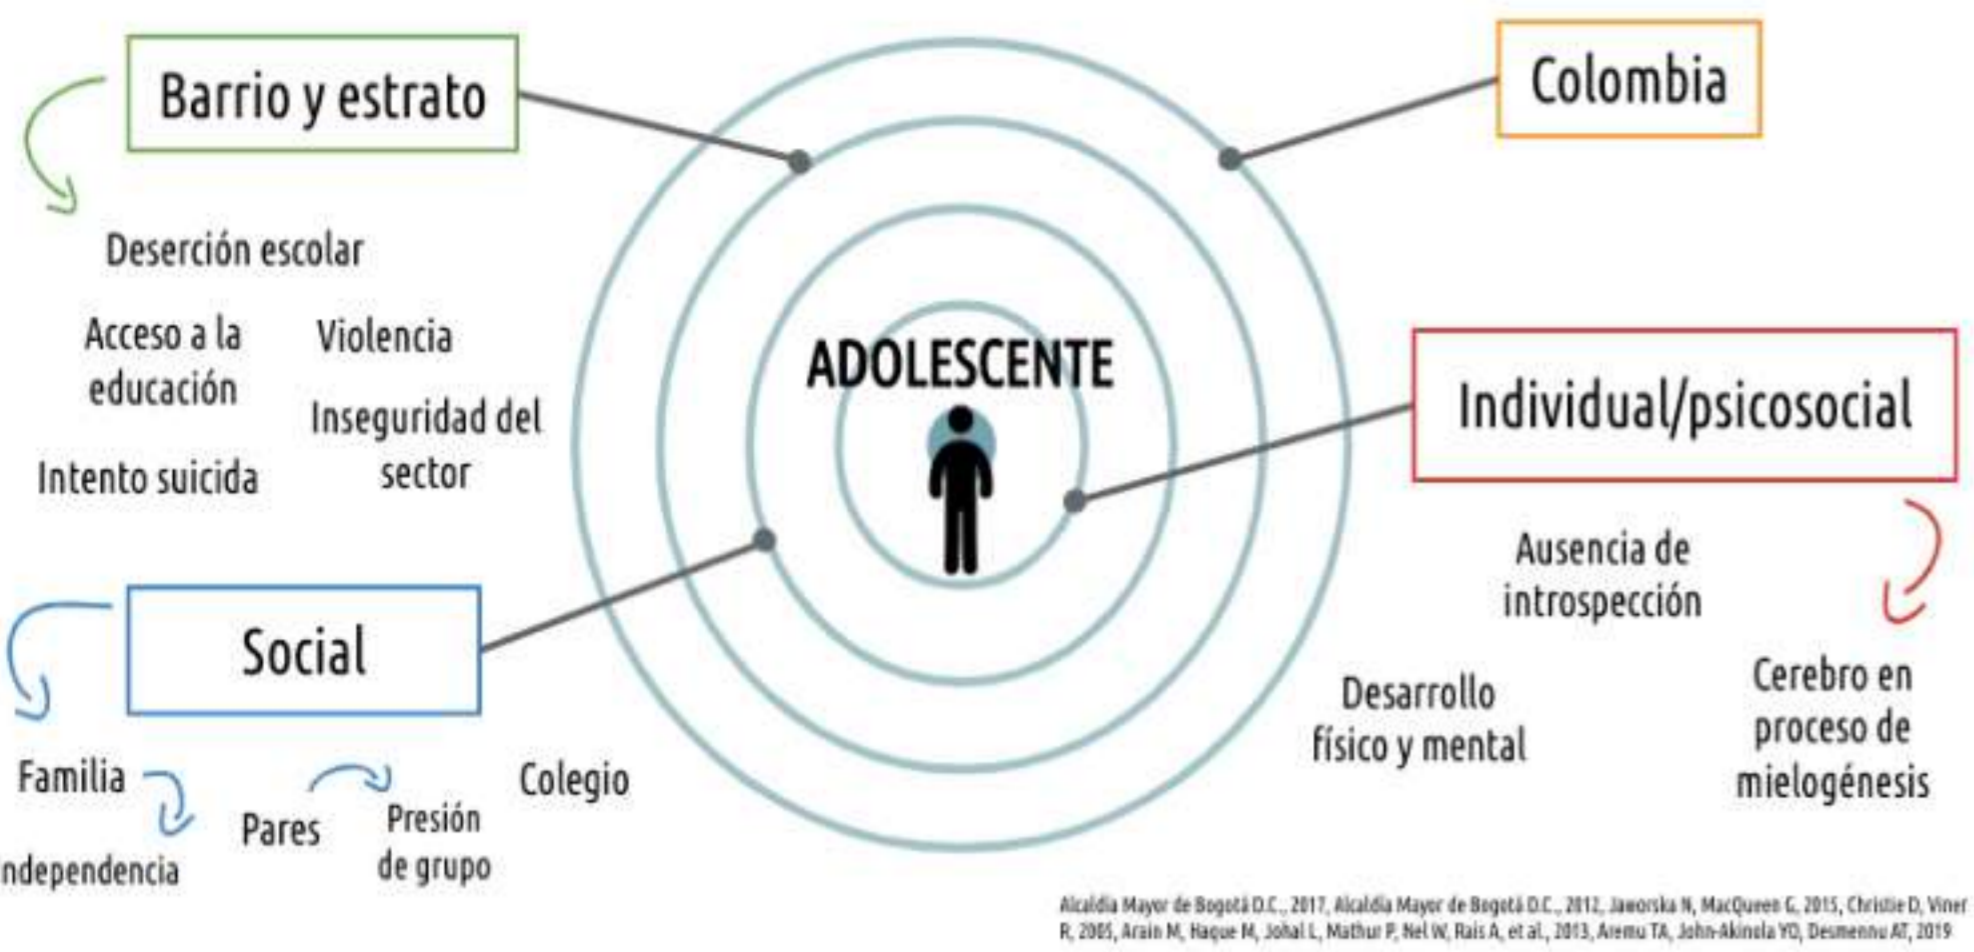 Barrio y estrato
Deserción escolar
Acceso a la
educación
Violencia
Inseguridad del
sector
Intento suicida
Social
Familia
ndependencia
Pares
Presión
de grupo
Colegio
ADOLESCENTE
Colombia
Individual/psicosocial
Ausencia de
introspección
Desarrollo
físico y mental
Cerebro en
proceso de
mielogénesis
Alcaldía Mayor de Bogotá D.C., 2017, Alcaldía Mayor de Bogotá D.C., 2012, Jaworska N, MacQueen G, 2015, Christie D, Viner
R, 2005, Arain M, Haque M, Johal L, Mathur P, Nel W, Rais A, et al., 2013, Aremu TA, John-Akinola YO, Desmennu AT, 2019